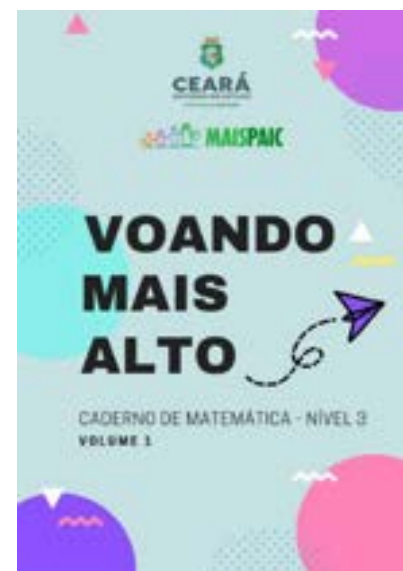 CEARÁ
MAISPAIC
VOANDO
MAIS
ALTO
CADERNO DE MATEMÁTICA - NÍVEL 3
VOLUME 1